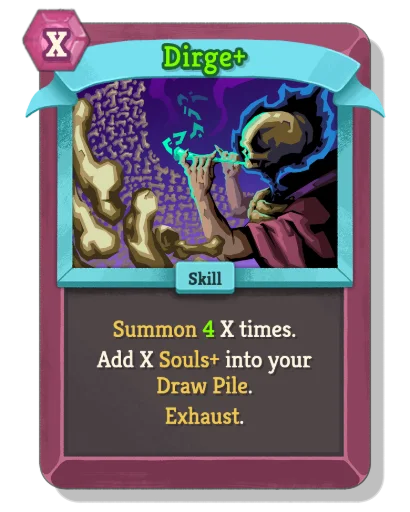 X
Dirge+
Skill
Summon 4 X times.
Add X Souls+ into your
Draw Pile.
Exhaust.